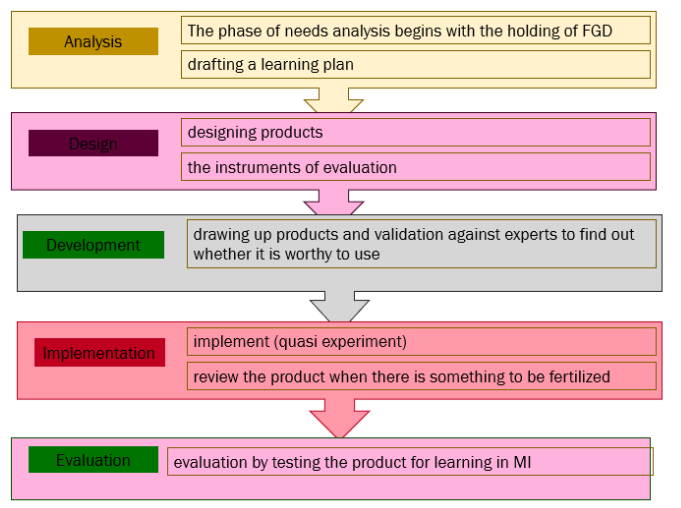 Analysis
The phase of needs analysis begins with the holding of FGD
drafting a learning plan
Design
designing products
the instruments of evaluation
Development
drawing up products and validation against experts to find out
whether it is worthy to use
Implementation
implement (quasi experiment)
review the product when there is something to be fertilized
Evaluation
evaluation by testing the product for learning in MI